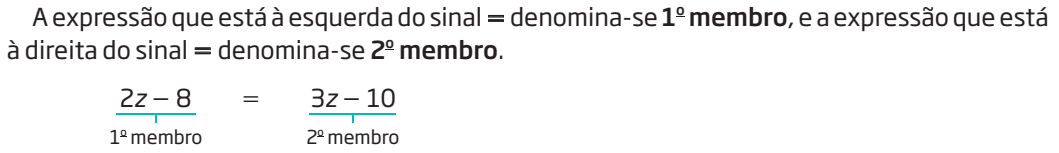 A expressão que está à esquerda do sinal = denomina-se 1º membro, e a expressão que está
à direita do sinal = denomina-se 2º membro.
2z – 8 = 3z – 10
1º membro 2º membro